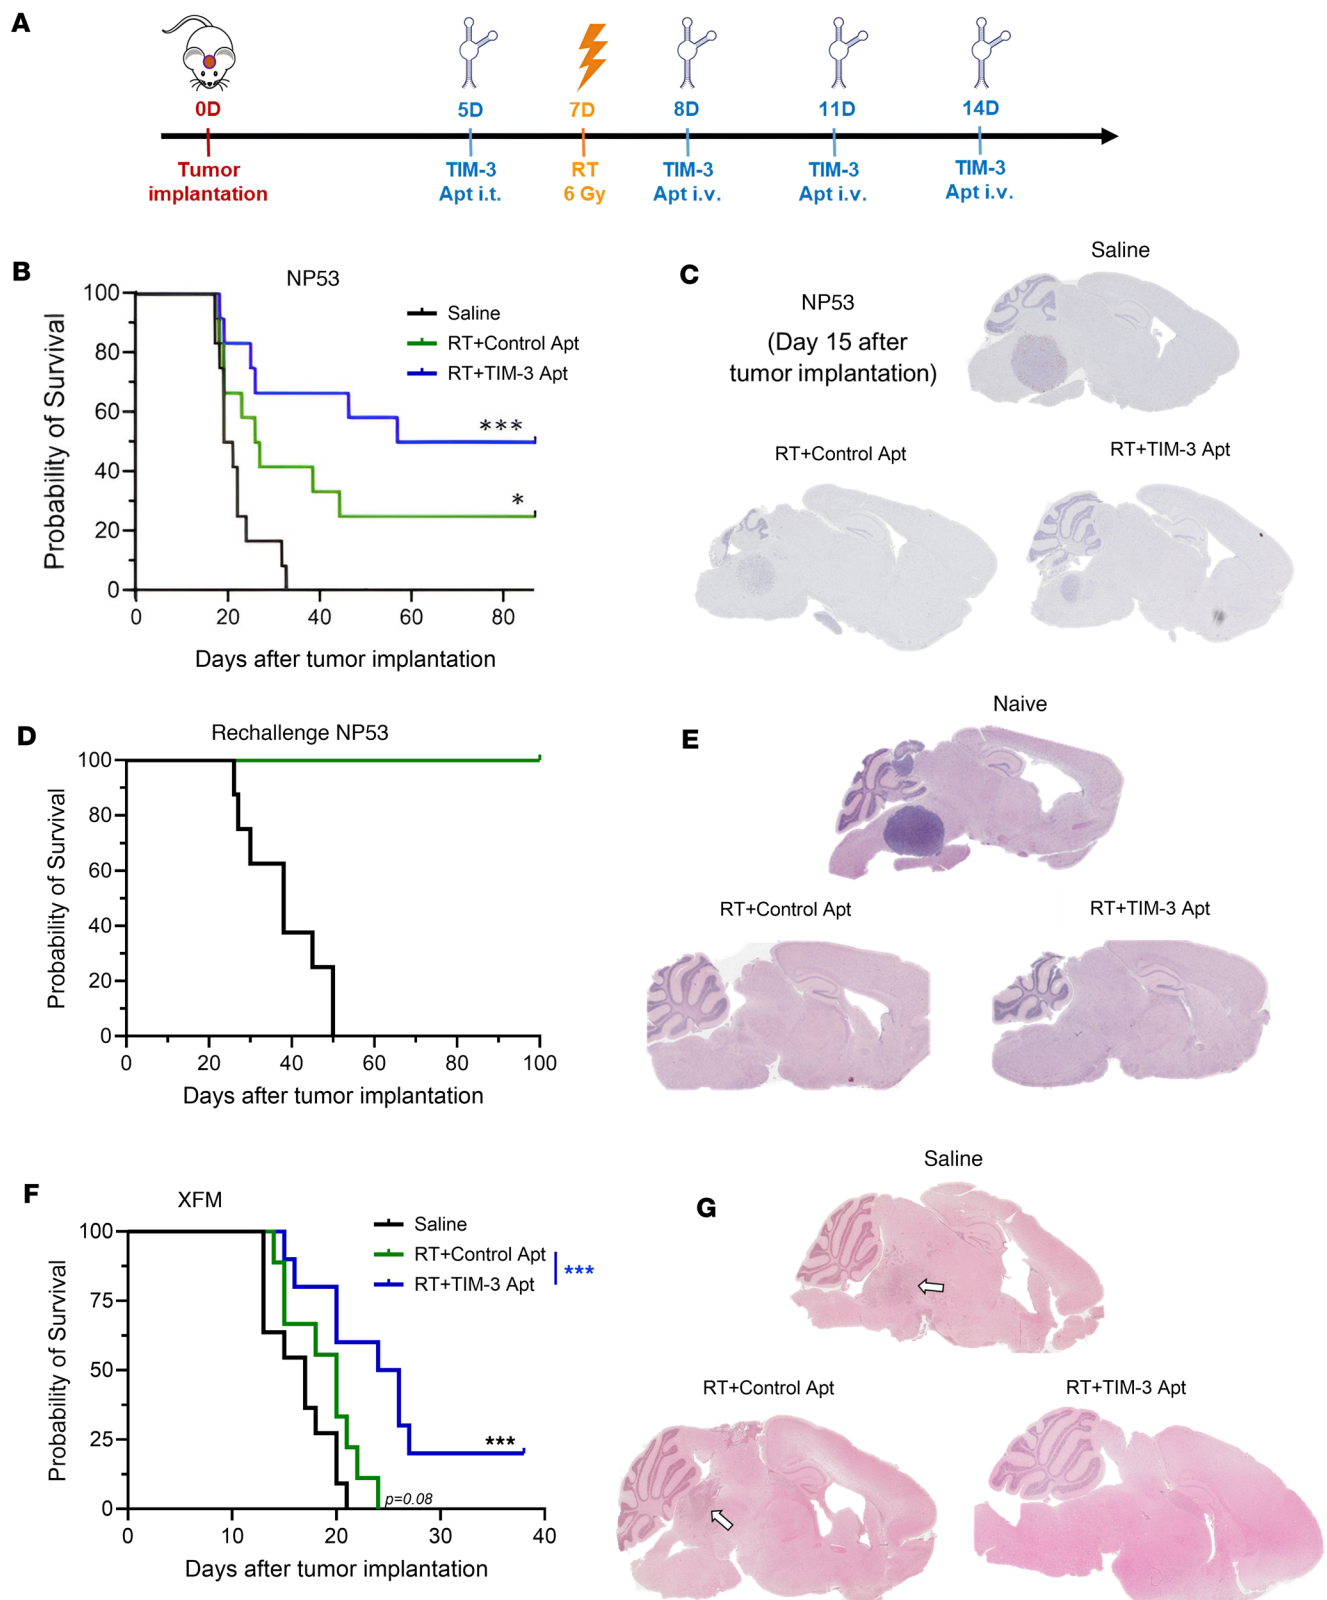 A
0D
5D
7D
8D
11D
14D
Tumor
implantation
TIM-3
Apt i.t.
RT
6 Gy
TIM-3
Apt i.v.
TIM-3
Apt i.v.
TIM-3
Apt i.v.
B
NP53
Saline
RT+Control Apt
RT+TIM-3 Apt
Probability of Survival
100
80
60
40
20
0
***
*
0
20
40
60
80
Days after tumor implantation
C
NP53
(Day 15 after
tumor implantation)
Saline
RT+Control Apt
RT+TIM-3 Apt
D
Rechallenge NP53
Probability of Survival
100
80
60
40
20
0
0
20
40
60
80
100
Days after tumor implantation
E
Naive
RT+Control Apt
RT+TIM-3 Apt
F
XFM
Saline
RT+Control Apt
RT+TIM-3 Apt
***
Probability of Survival
100
75
50
25
0
***
p=0.08
0
10
20
30
40
Days after tumor implantation
G
Saline
RT+Control Apt
RT+TIM-3 Apt